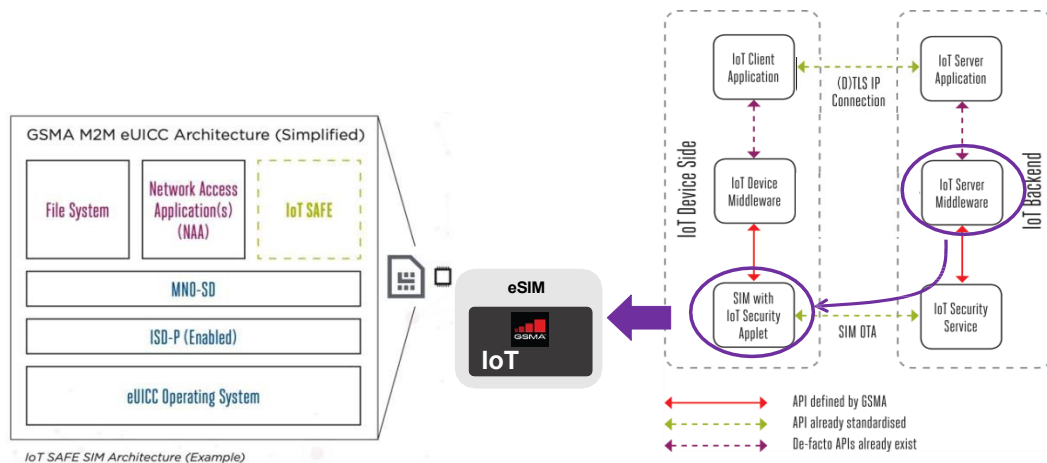 GSMA M2M eUICC Architecture (Simplified)
File System
Network Access
Application(s)
(NAA)
IoT SAFE
MNO-SD
ISD-P (Enabled)
eUICC Operating System
IoT SAFE SIM Architecture (Example)
eSIM
GSMA
IoT
IoT Device Side
IoT Client
Application
(D)TLS IP
Connection
IoT Server
Application
IoT Device
Middleware
IoT Server
Middleware
IoT Backend
SIM with
IoT Security
Applet
SIM OTA
IoT Security
Service
API defined by GSMA
API already standardised
De-facto APIs already exist